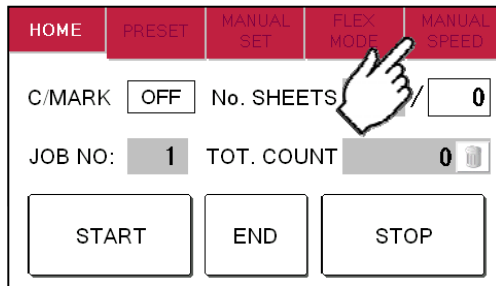 HOME PRESET MANUAL SET FLEX MODE MANUAL SPEED
C/MARK OFF No. SHEETS / 0
JOB NO: 1 TOT. COUNT 0
START END STOP